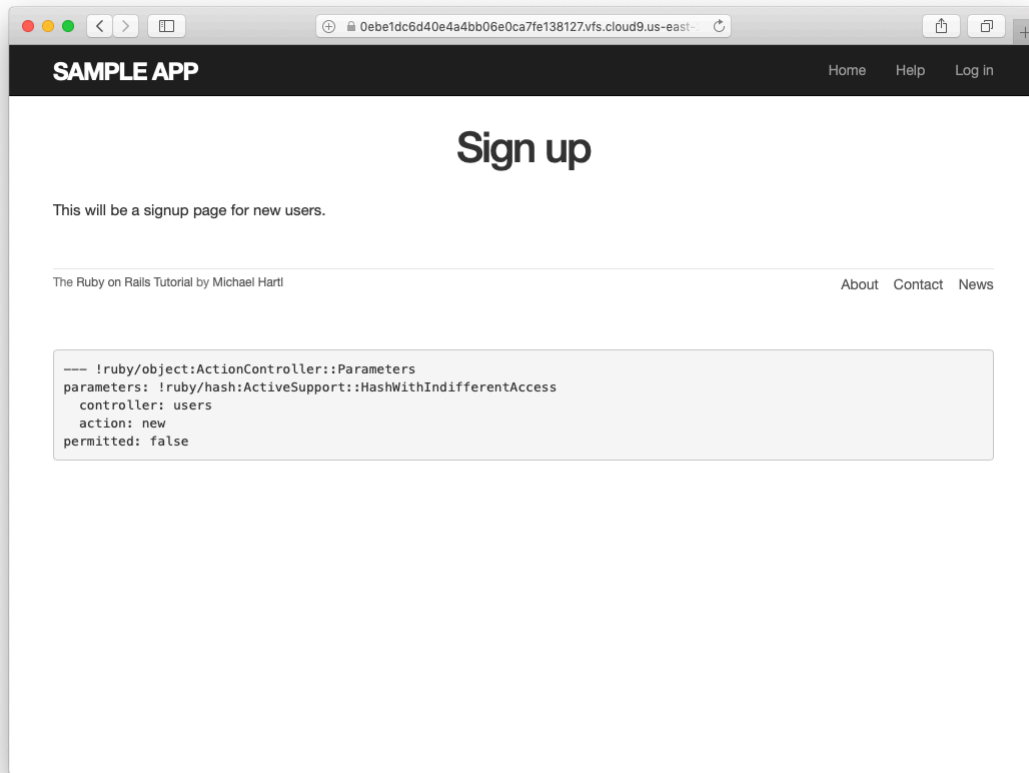 0ebe1dc6d40e4a4bb06e0ca7fe138127.vfs.cloud9.us-east-
SAMPLE APP
Home Help Log in
Sign up
This will be a signup page for new users.
The Ruby on Rails Tutorial by Michael Hartl
About Contact News
--- !ruby/object:ActionController::Parameters
parameters: !ruby/hash:ActiveSupport::HashWithIndifferentAccess
  controller: users
  action: new
permitted: false